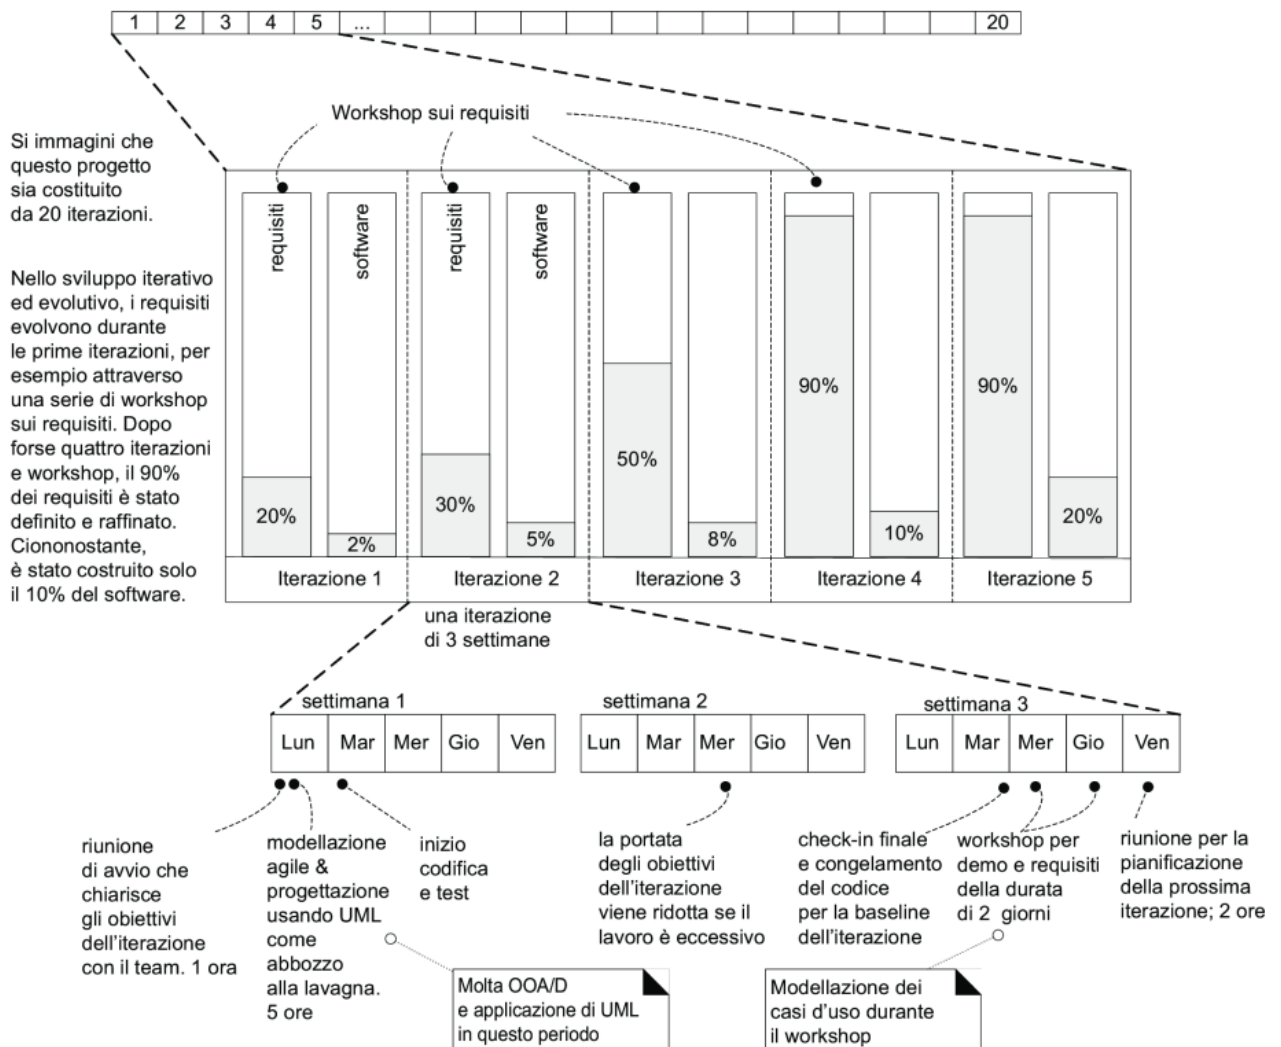 1 2 3 4 5 ... 20
Workshop sui requisiti
Si immagini che
questo progetto
sia costituito
da 20 iterazioni.
Nello sviluppo iterativo
ed evolutivo, i requisiti
evolvono durante
le prime iterazioni, per
esempio attraverso
una serie di workshop
sui requisiti. Dopo
forse quattro iterazioni
e workshop, il 90%
dei requisiti è stato
definito e raffinato.
Ciononostante,
è stato costruito solo
il 10% del software.
requisiti
software
requisiti
software
20%
2%
30%
5%
50%
8%
90%
10%
90%
20%
Iterazione 1
Iterazione 2
Iterazione 3
Iterazione 4
Iterazione 5
una iterazione
di 3 settimane
settimana 1
Lun Mar Mer Gio Ven
settimana 2
Lun Mar Mer Gio Ven
settimana 3
Lun Mar Mer Gio Ven
riunione
di avvio che
chiarisce
gli obiettivi
dell'iterazione
con il team. 1 ora
modellazione
agile &
progettazione
usando UML
come
abbozzo
alla lavagna.
5 ore
inizio
codifica
e test
la portata
degli obiettivi
dell'iterazione
viene ridotta se il
lavoro è eccessivo
check-in finale
e congelamento
del codice
per la baseline
dell'iterazione
workshop per
demo e requisiti
della durata
di 2 giorni
riunione per la
pianificazione
della prossima
iterazione; 2 ore
Molta OOA/D
e applicazione di UML
in questo periodo
Modellazione dei
casi d'uso durante
il workshop